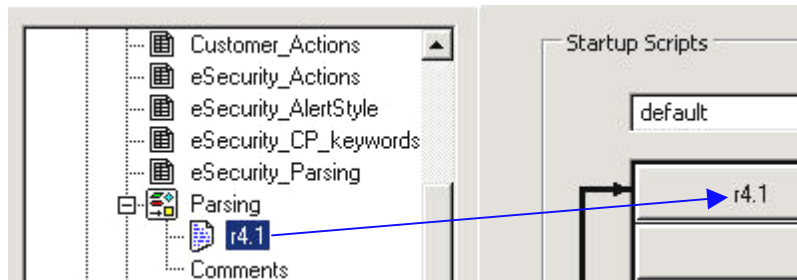 Customer_Actions
eSecurity_Actions
eSecurity_AlertStyle
eSecurity_CP_keywords
eSecurity_Parsing
Parsing
r4.1
Comments
Startup Scripts
default
r4.1